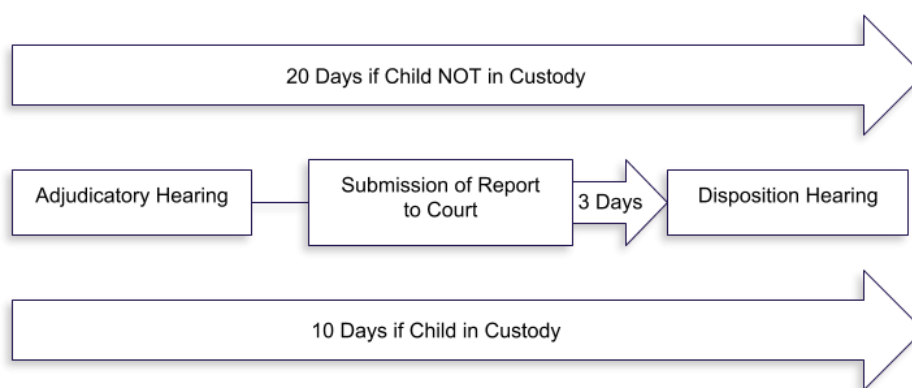 20 Days if Child NOT in Custody
Adjudicatory Hearing
Submission of Report
to Court
3 Days
Disposition Hearing
10 Days if Child in Custody